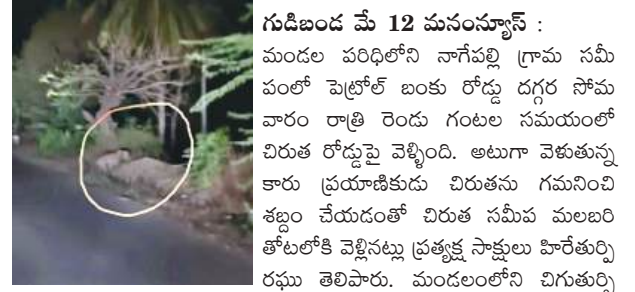 గుడిబండ మే 12 మనంన్యూస్ :
మండల పరిధిలోని నాగేపల్లి గ్రామ సమీ
పంలో పెట్రోల్ బంకు రోడ్డు దగ్గర సోమ
వారం రాత్రి రెండు గంటల సమయంలో
చిరుత రోడ్డుపై వెళ్ళింది. అటుగా వెళుతున్న
కారు ప్రయాణికుడు చిరుతను గమనించి
శబ్దం చేయడంతో చిరుత సమీప మలబరి
తోటలోకి వెళ్లినట్లు ప్రత్యక్ష సాక్షులు హిరేతుర్పి
రఘు తెలిపారు. మండలంలోని చిగుతుర్పి